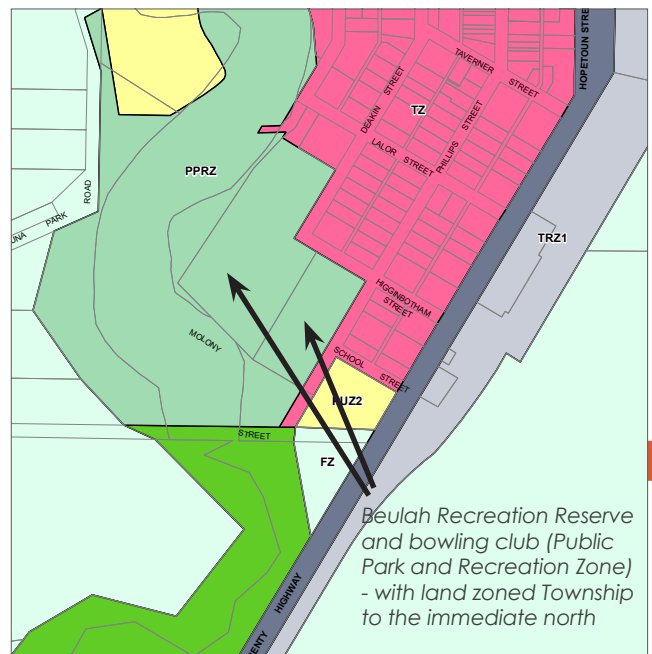 HOPETOUN STRE
TAVERNER STREET
DEAKIN STREET
TZ
PHILLIPS STREET
LALOR STREET
PPRZ
ROAD
PARK
TRZ1
HIGGINBOTHAM STREET
MOLONY
SCHOOL STREET
PUZ2
STREET
FZ
Beulah Recreation Reserve
and bowling club (Public
Park and Recreation Zone)
- with land zoned Township
to the immediate north
HIGHWAY
ENTY